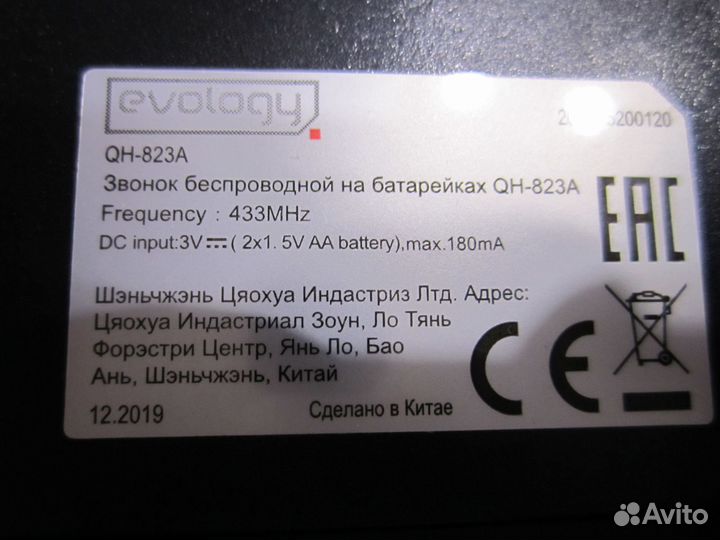 evology
QH-823A
Звонок беспроводной на батарейках QH-823A
Frequency : 433MHz
DC input:3V⎓( 2x1. 5V AA battery),max.180mA
EAC
Шэньчжэнь Цяохуа Индастриз Лтд. Адрес:
Цяохуа Индастриал Зоун, Ло Тянь
Форэстри Центр, Янь Ло, Бао
Ань, Шэньчжэнь, Китай
CE
12.2019
Сделано в Китае
Avito